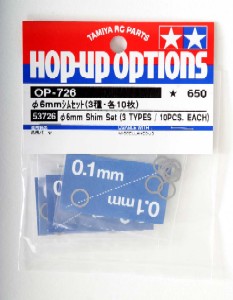 TAMIYA RC PARTS
HOP-UP OPTIONS
OP-726
★ 650
φ6mmシムセット(3種・各10枚)
53726 φ6mm Shim Set (3 TYPES / 10PCS. EACH)
0.1mm
0.1mm